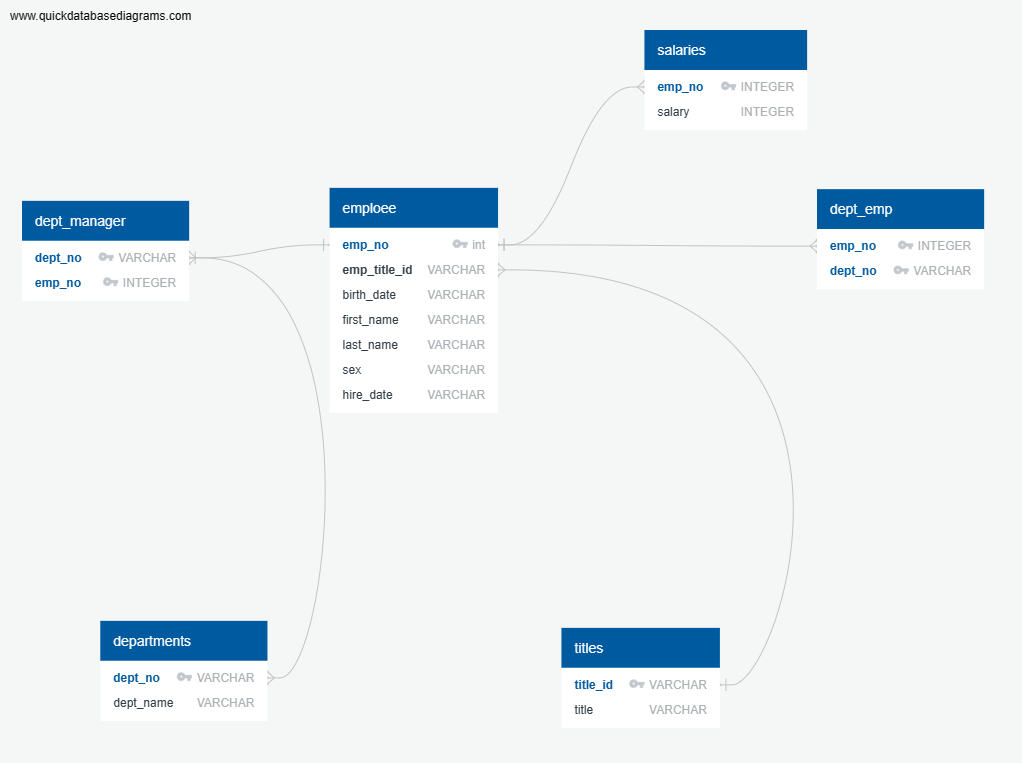 www.quickdatabasediagrams.com
salaries
emp_no INTEGER
salary INTEGER
dept_manager
dept_no VARCHAR
emp_no INTEGER
emploee
emp_no int
emp_title_id VARCHAR
birth_date VARCHAR
first_name VARCHAR
last_name VARCHAR
sex VARCHAR
hire_date VARCHAR
dept_emp
emp_no INTEGER
dept_no VARCHAR
departments
dept_no VARCHAR
dept_name VARCHAR
titles
title_id VARCHAR
title VARCHAR